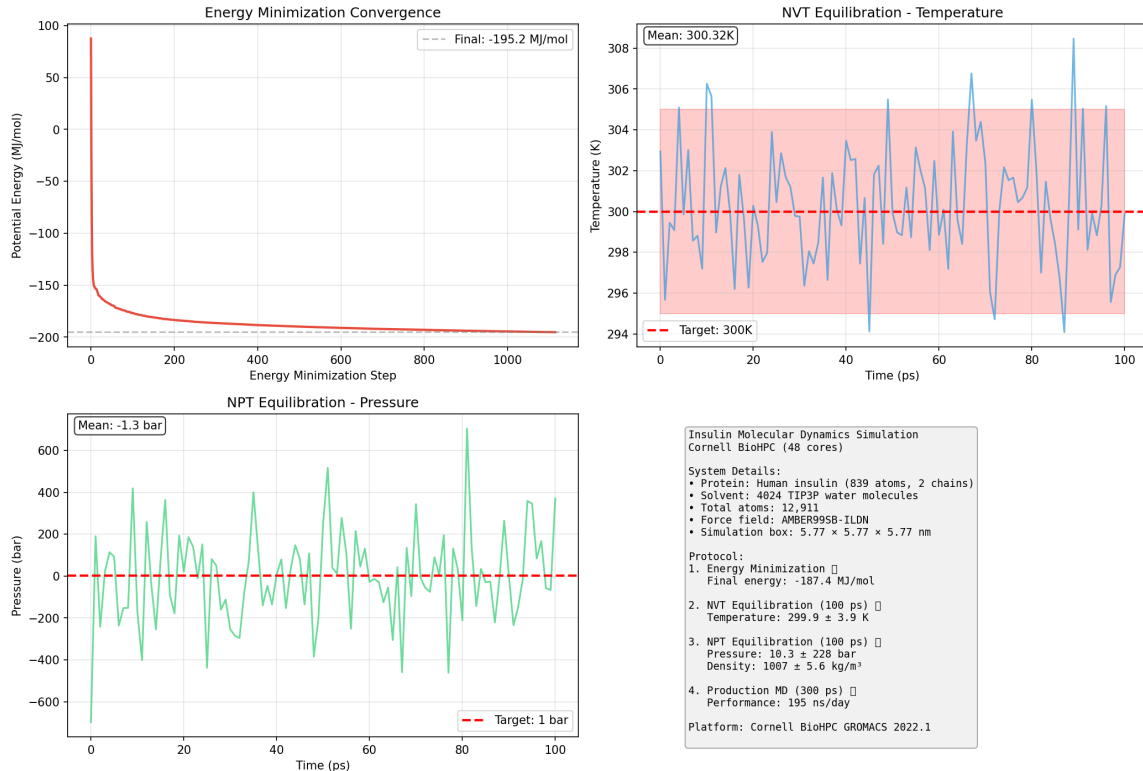 Energy Minimization Convergence
Potential Energy (MJ/mol)
100
50
0
−50
−100
−150
−200
Final: -195.2 MJ/mol
0
200
400
600
800
1000
Energy Minimization Step
NVT Equilibration - Temperature
Temperature (K)
308
306
304
302
300
298
296
294
Mean: 300.32K
Target: 300K
0
20
40
60
80
100
Time (ps)
NPT Equilibration - Pressure
Pressure (bar)
600
400
200
0
−200
−400
−600
Mean: -1.3 bar
Target: 1 bar
0
20
40
60
80
100
Time (ps)
Insulin Molecular Dynamics Simulation
Cornell BioHPC (48 cores)
System Details:
• Protein: Human insulin (839 atoms, 2 chains)
• Solvent: 4024 TIP3P water molecules
• Total atoms: 12,911
• Force field: AMBER99SB-ILDN
• Simulation box: 5.77 × 5.77 × 5.77 nm
Protocol:
1. Energy Minimization
Final energy: -187.4 MJ/mol
2. NVT Equilibration (100 ps)
Temperature: 299.9 ± 3.9 K
3. NPT Equilibration (100 ps)
Pressure: 10.3 ± 228 bar
Density: 1007 ± 5.6 kg/m³
4. Production MD (300 ps)
Performance: 195 ns/day
Platform: Cornell BioHPC GROMACS 2022.1